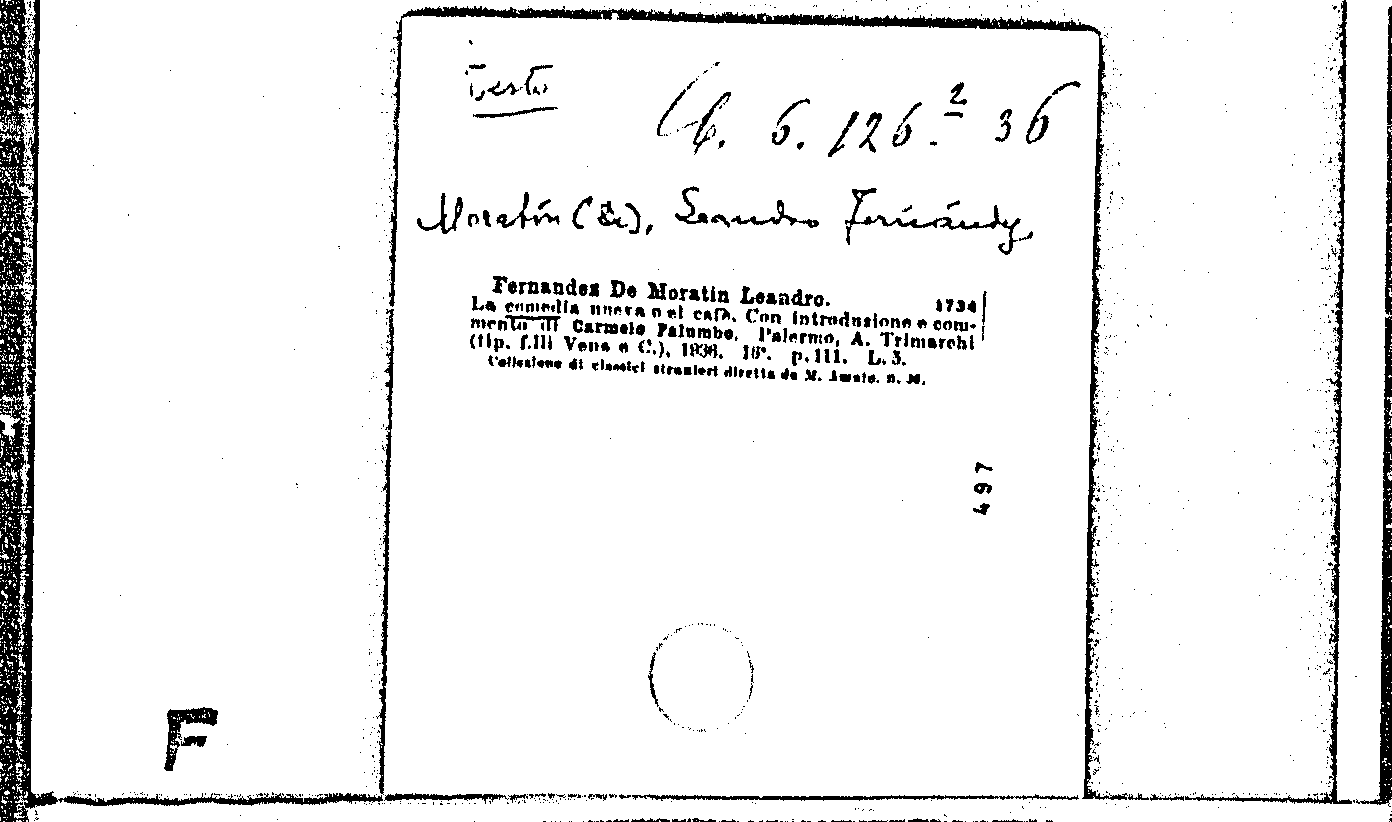 testo
6. 6. 126.2 36
Moratín (de), Leandro Fernández,
Fernandez De Moratin Leandro. 1734
La comedia nueva o el café. Con introduzione e com-
mento di Carmelo Palumbo. Palermo, A. Trimarchi
(tip. f.lli Vena e C.), 1936. 16°. p. 111. L. 5.
Collezione di classici stranieri diretta da M. Amato. n.
497
F